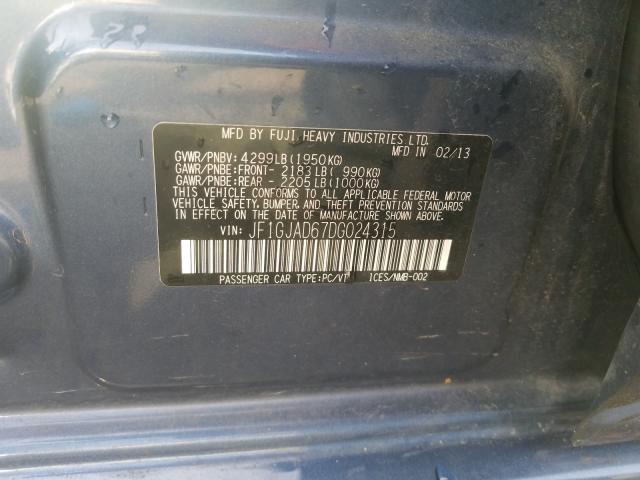 MFD BY FUJI HEAVY INDUSTRIES LTD.
MFD IN 02/13
GVWR/PNBV: 4299LB(1950KG)
GAWR/PNBE:FRONT- 2183LB( 990KG)
GAWR/PNBE:REAR - 2205LB(1000KG)
THIS VEHICLE CONFORMS TO ALL APPLICABLE FEDERAL MOTOR
VEHICLE SAFETY, BUMPER, AND THEFT PREVENTION STANDARDS
IN EFFECT ON THE DATE OF MANUFACTURE SHOWN ABOVE.
VIN: JF1GJAD67DG024315
PASSENGER CAR TYPE:PC/VT ICES/NMB-002